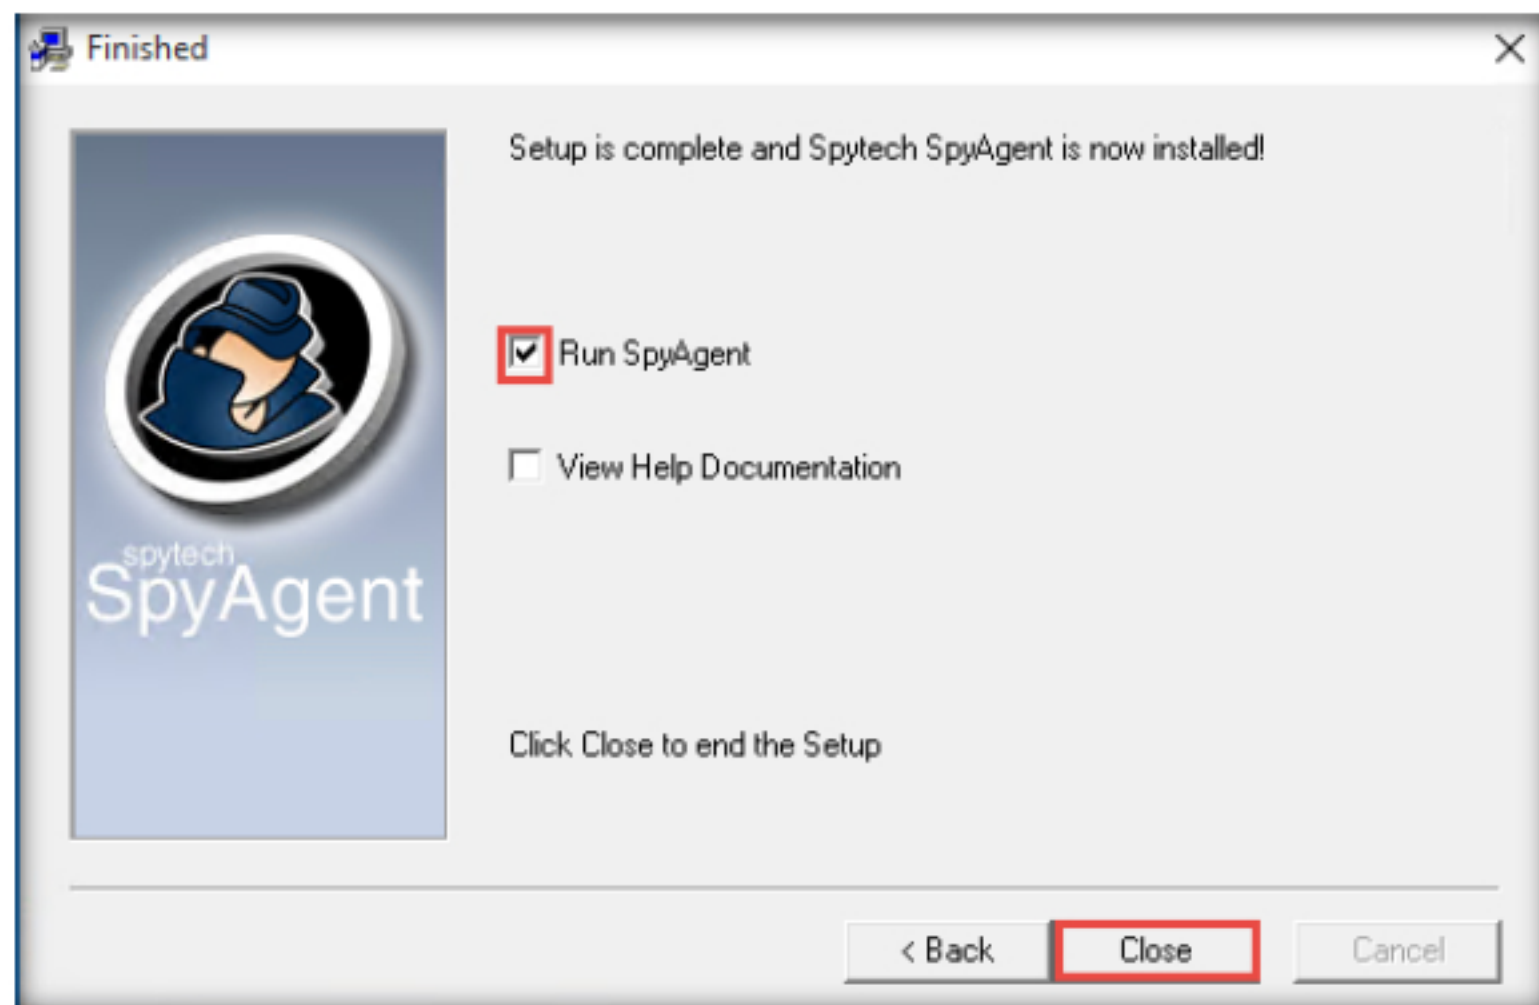 Finished
Setup is complete and Spytech SpyAgent is now installed!
Run SpyAgent
View Help Documentation
spytech
SpyAgent
Click Close to end the Setup
< Back
Close
Cancel